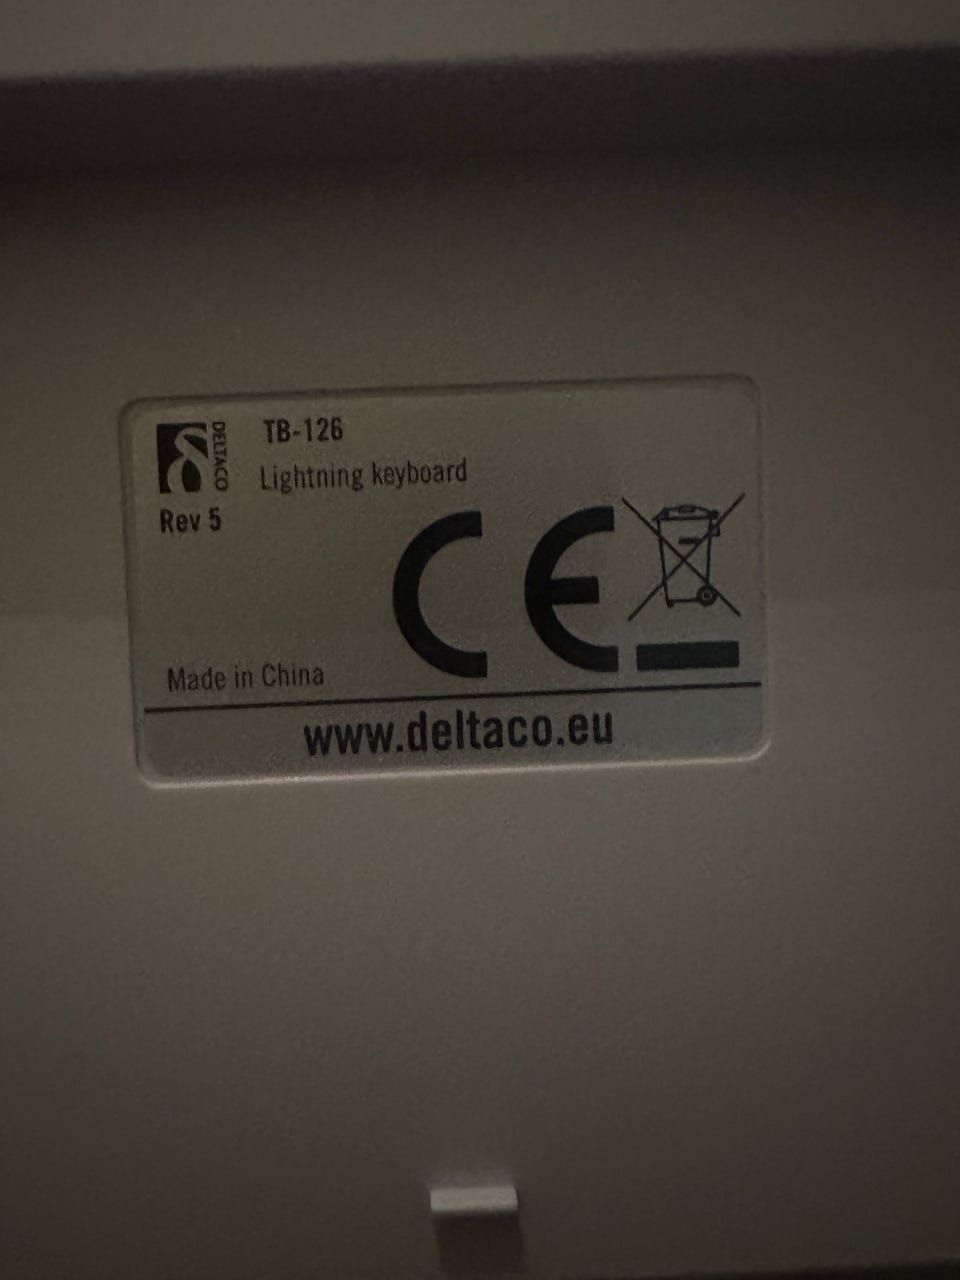 DELTACO
TB-126
Lightning keyboard
Rev 5
CE
Made in China
www.deltaco.eu